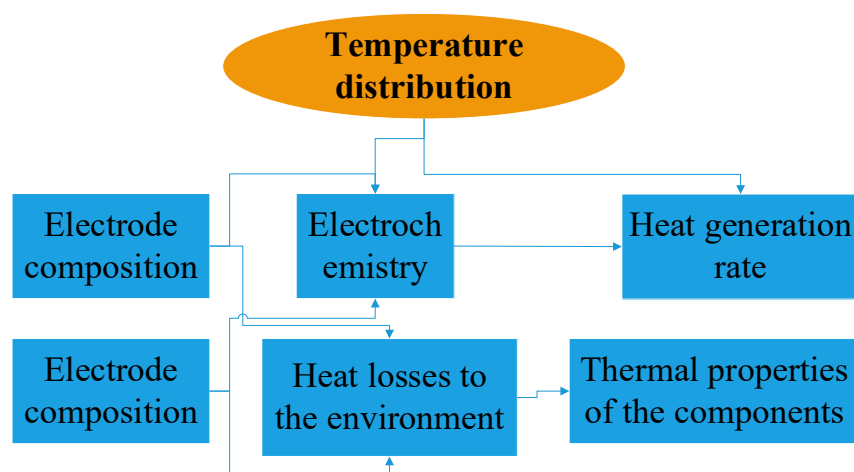 Temperature
distribution
Electrode
composition
Electroch
emistry
Heat generation
rate
Electrode
composition
Heat losses to
the environment
Thermal properties
of the components